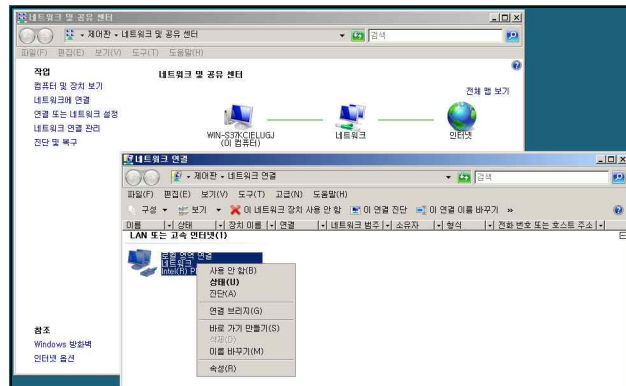 네트워크 및 공유 센터
제어판 ▸ 네트워크 및 공유 센터
검색
파일(F) 편집(E) 보기(V) 도구(T) 도움말(H)
작업
컴퓨터 및 장치 보기
네트워크에 연결
연결 또는 네트워크 설정
네트워크 연결 관리
진단 및 복구
네트워크 및 공유 센터
전체 맵 보기
WIN-S37KCIELUGJ
(이 컴퓨터)
네트워크
인터넷
참조
Windows 방화벽
인터넷 옵션
네트워크 연결
제어판 ▸ 네트워크 연결
검색
파일(F) 편집(E) 보기(V) 도구(T) 고급(N) 도움말(H)
구성 보기 이 네트워크 장치 사용 안 함 이 연결 진단 이 연결 이름 바꾸기 »
이름 상태 장치 이름 연결 네트워크 범주 소유자 형식 전화 번호 또는 호스트 주소
LAN 또는 고속 인터넷(1)
로컬 영역 연결
네트워크
Intel(R) P
사용 안 함(B)
상태(U)
진단(A)
연결 브리지(G)
바로 가기 만들기(S)
삭제(D)
이름 바꾸기(M)
속성(R)